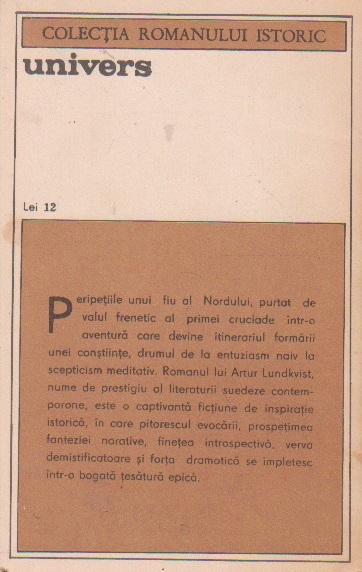 COLECȚIA ROMANULUI ISTORIC
univers
Lei 12
Peripețiile unui fiu al Nordului, purtat de
valul frenetic al primei cruciade într-o
aventură care devine itinerariul formării
unei conștiințe, drumul de la entuziasm naiv la
scepticism meditativ. Romanul lui Artur Lundkvist,
nume de prestigiu al literaturii suedeze contem-
porane, este o captivantă ficțiune de inspirație
istorică, în care pitorescul evocării, prospețimea
fanteziei narative, finețea introspectivă, verva
demistificatoare și forța dramatică se împletesc
într-o bogată țesătură epică.